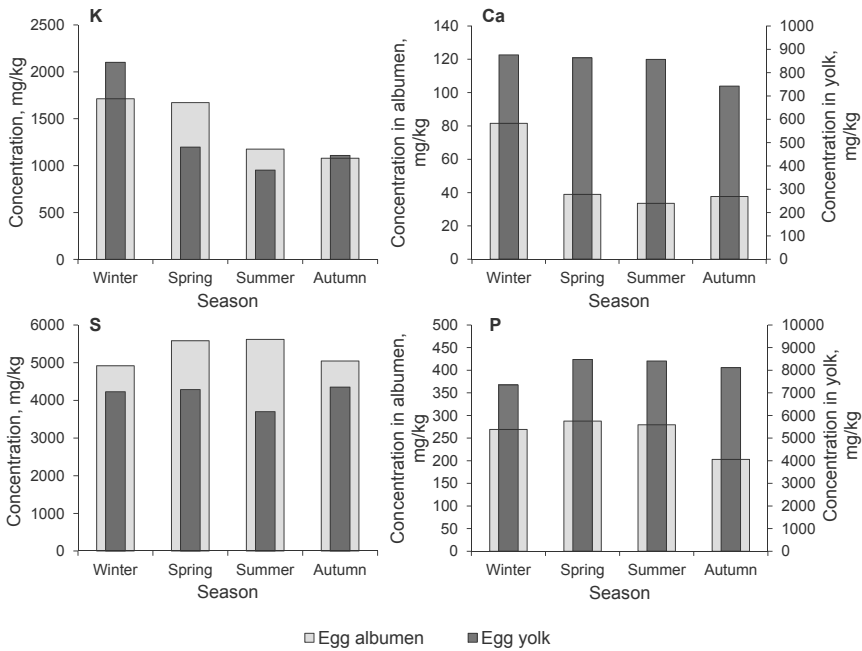 K
2500
2000
1500
1000
500
0
Concentration, mg/kg
Winter Spring Summer Autumn
Season
Ca
140
120
100
80
60
40
20
0
Concentration in albumen,
mg/kg
1000
900
800
700
600
500
400
300
200
100
0
Concentration in yolk,
mg/kg
Winter Spring Summer Autumn
Season
S
6000
5000
4000
3000
2000
1000
0
Concentration, mg/kg
Winter Spring Summer Autumn
Season
P
500
450
400
350
300
250
200
150
100
50
0
Concentration in albumen,
mg/kg
10000
9000
8000
7000
6000
5000
4000
3000
2000
1000
0
Concentration in yolk,
mg/kg
Winter Spring Summer Autumn
Season
Egg albumen Egg yolk